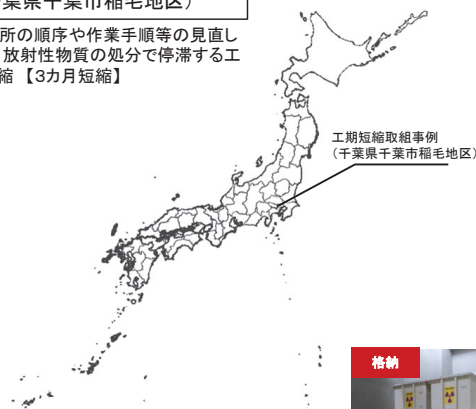 千葉県千葉市稲毛地区）
所の順序や作業手順等の見直し
放射性物質の処分で停滞する工
縮 【3カ月短縮】
工期短縮取組事例
（千葉県千葉市稲毛地区）
格納